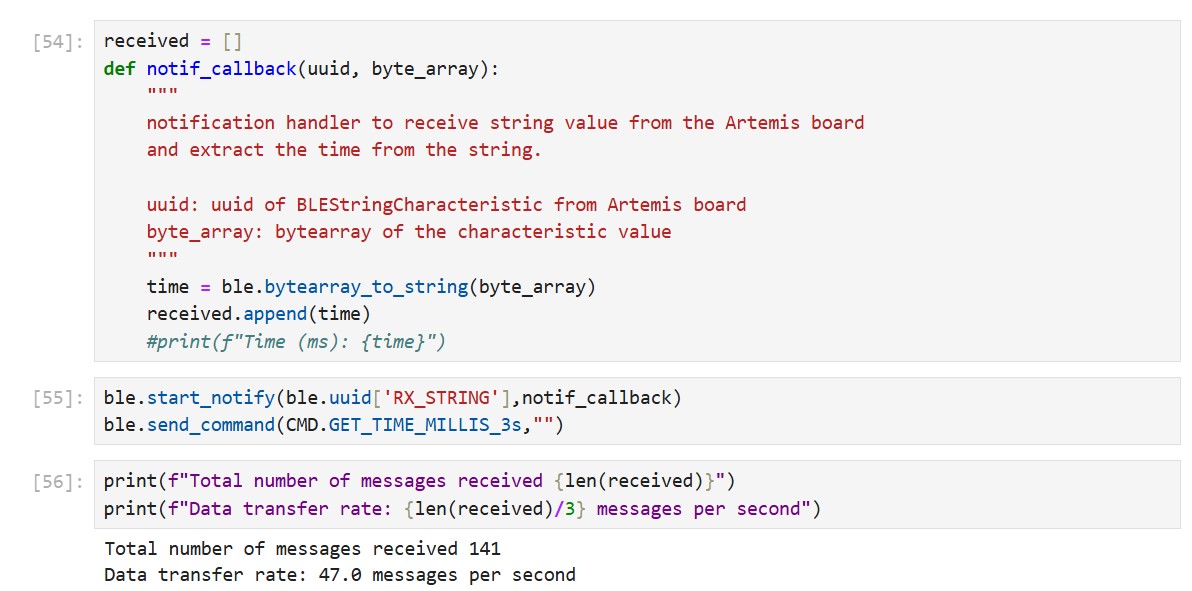 [54]: received = []
def notif_callback(uuid, byte_array):
    """
    notification handler to receive string value from the Artemis board
    and extract the time from the string.

    uuid: uuid of BLEStringCharacteristic from Artemis board
    byte_array: bytearray of the characteristic value
    """
    time = ble.bytearray_to_string(byte_array)
    received.append(time)
    #print(f"Time (ms): {time}")
[55]: ble.start_notify(ble.uuid['RX_STRING'],notif_callback)
ble.send_command(CMD.GET_TIME_MILLIS_3s,"")
[56]: print(f"Total number of messages received {len(received)}")
print(f"Data transfer rate: {len(received)/3} messages per second")
Total number of messages received 141
Data transfer rate: 47.0 messages per second